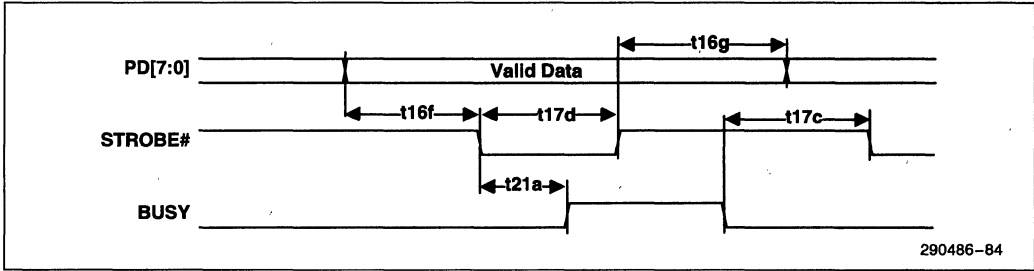 t16g
PD[7:0]
Valid Data
t16f
t17d
t17c
STROBE#
t21a
BUSY
290486-84